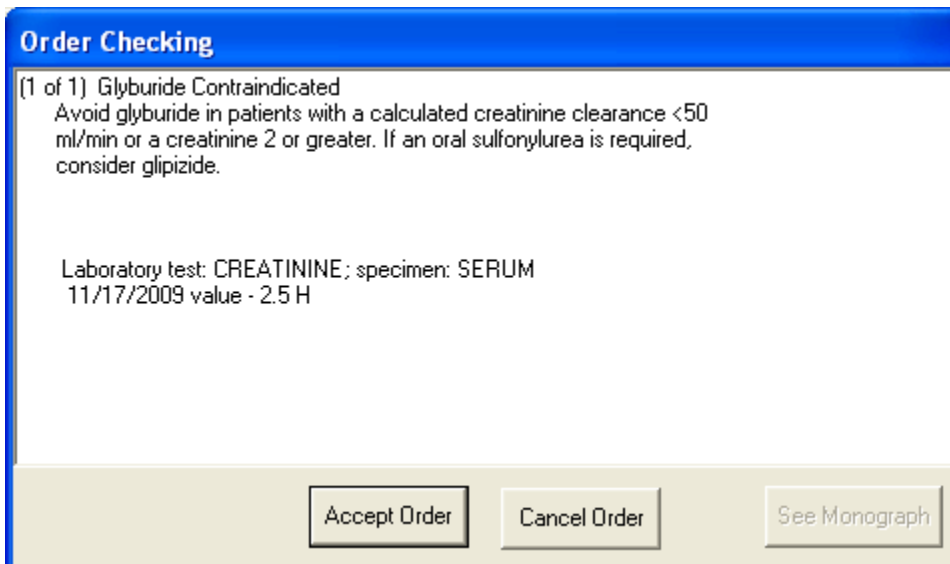 Order Checking
(1 of 1) Glyburide Contraindicated
Avoid glyburide in patients with a calculated creatinine clearance <50
ml/min or a creatinine 2 or greater. If an oral sulfonylurea is required,
consider glipizide.
Laboratory test: CREATININE; specimen: SERUM
11/17/2009 value - 2.5 H
Accept Order
Cancel Order
See Monograph